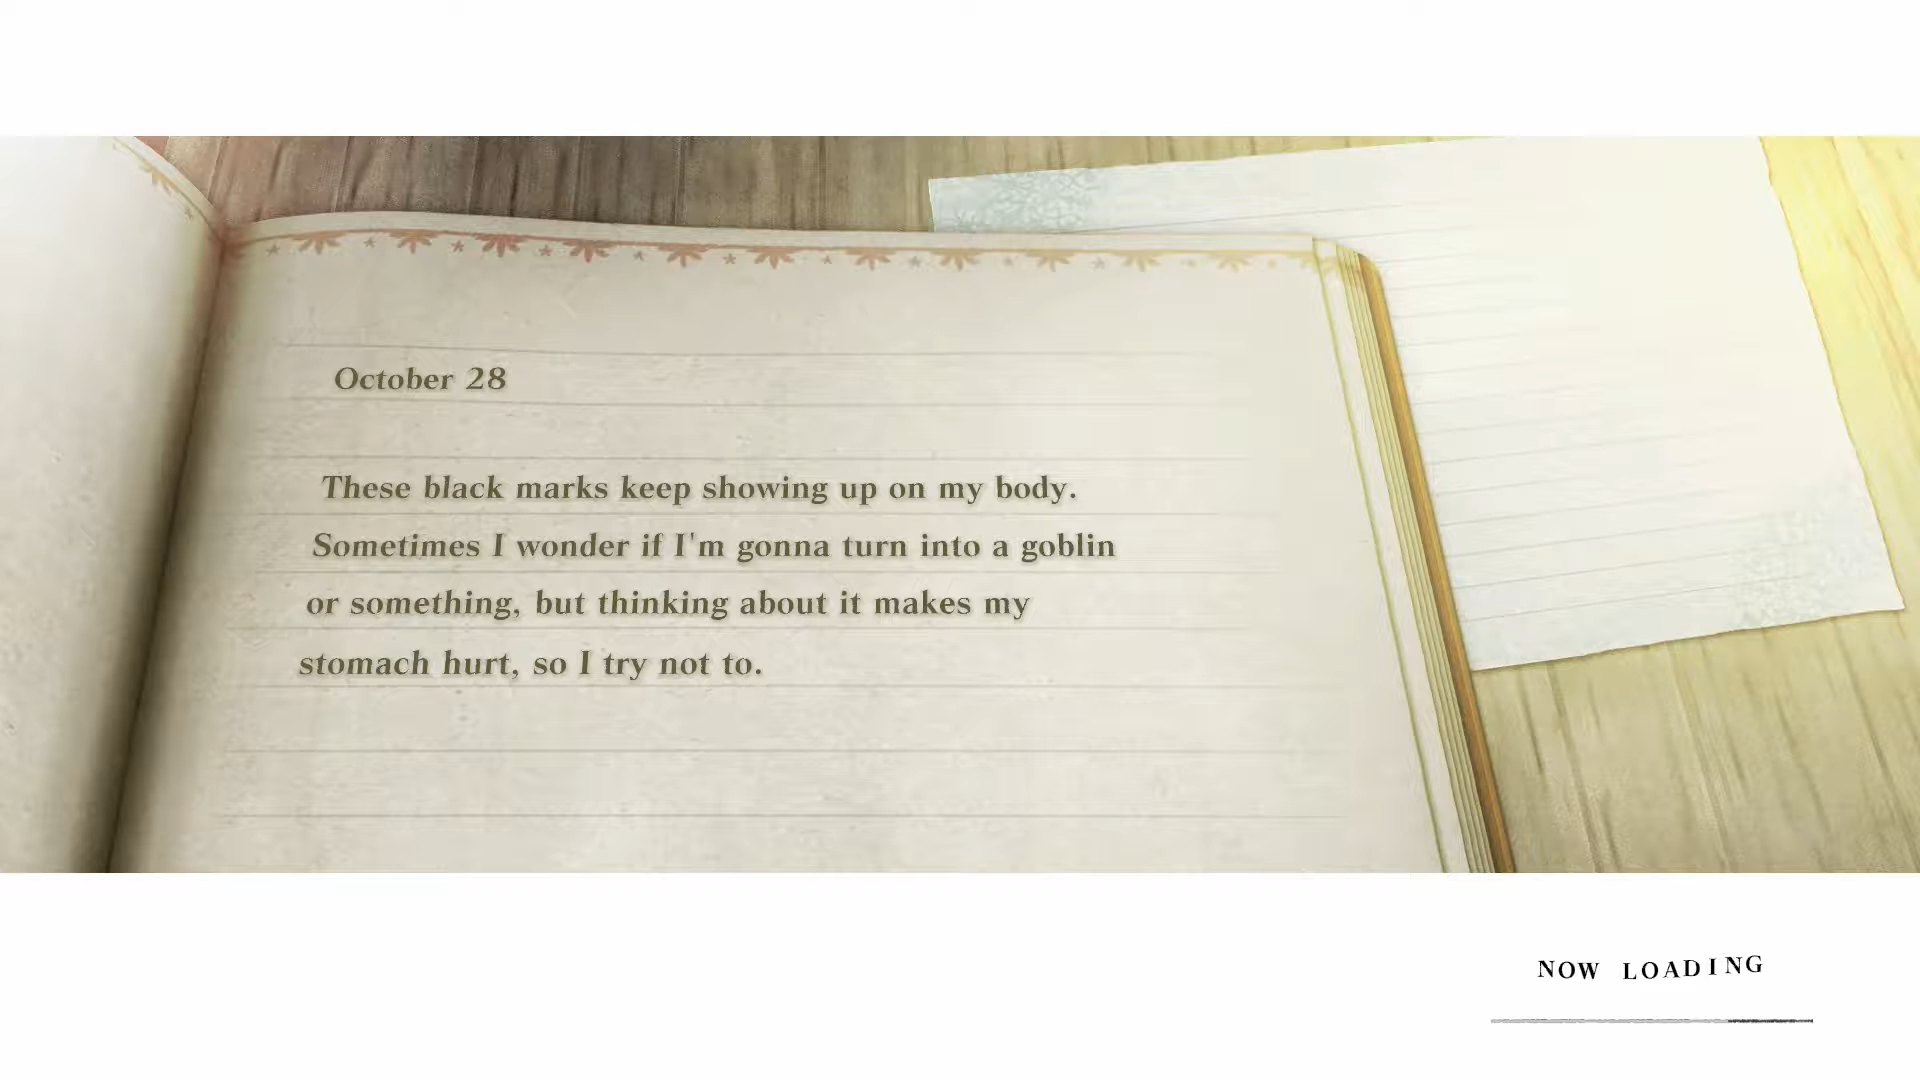 October 28
These black marks keep showing up on my body.
Sometimes I wonder if I'm gonna turn into a goblin
or something, but thinking about it makes my
stomach hurt, so I try not to.
NOW LOADING